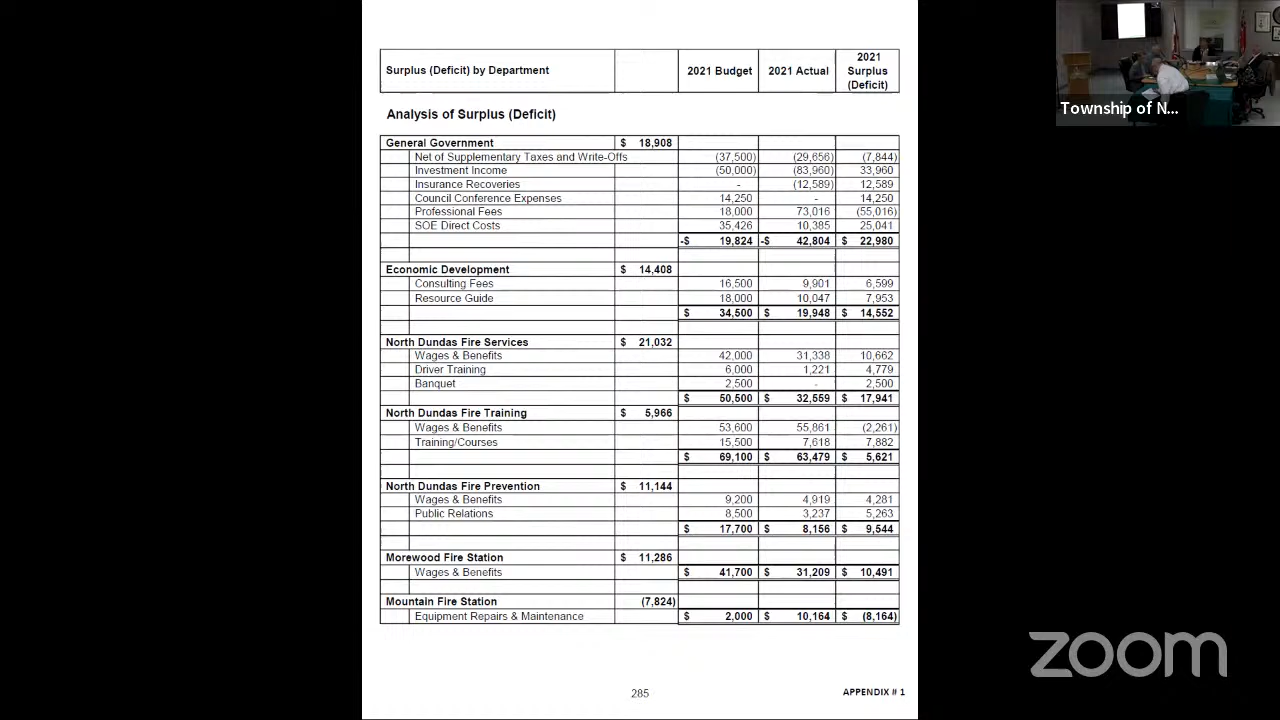 Township of N...
Surplus (Deficit) by Department 2021 Budget 2021 Actual 2021 Surplus (Deficit)
Analysis of Surplus (Deficit)
General Government $ 18,908
Net of Supplementary Taxes and Write-Offs (37,500) (29,656) (7,844)
Investment Income (50,000) (83,960) 33,960
Insurance Recoveries - (12,589) 12,589
Council Conference Expenses 14,250 - 14,250
Professional Fees 18,000 73,016 (55,016)
SOE Direct Costs 35,426 10,385 25,041
-$ 19,824 -$ 42,804 $ 22,980
Economic Development $ 14,408
Consulting Fees 16,500 9,901 6,599
Resource Guide 18,000 10,047 7,953
$ 34,500 $ 19,948 $ 14,552
North Dundas Fire Services $ 21,032
Wages & Benefits 42,000 31,338 10,662
Driver Training 6,000 1,221 4,779
Banquet 2,500 - 2,500
$ 50,500 $ 32,559 $ 17,941
North Dundas Fire Training $ 5,966
Wages & Benefits 53,600 55,861 (2,261)
Training/Courses 15,500 7,618 7,882
$ 69,100 $ 63,479 $ 5,621
North Dundas Fire Prevention $ 11,144
Wages & Benefits 9,200 4,919 4,281
Public Relations 8,500 3,237 5,263
$ 17,700 $ 8,156 $ 9,544
Morewood Fire Station $ 11,286
Wages & Benefits $ 41,700 $ 31,209 $ 10,491
Mountain Fire Station (7,824)
Equipment Repairs & Maintenance $ 2,000 $ 10,164 $ (8,164)
285
APPENDIX # 1
zoom